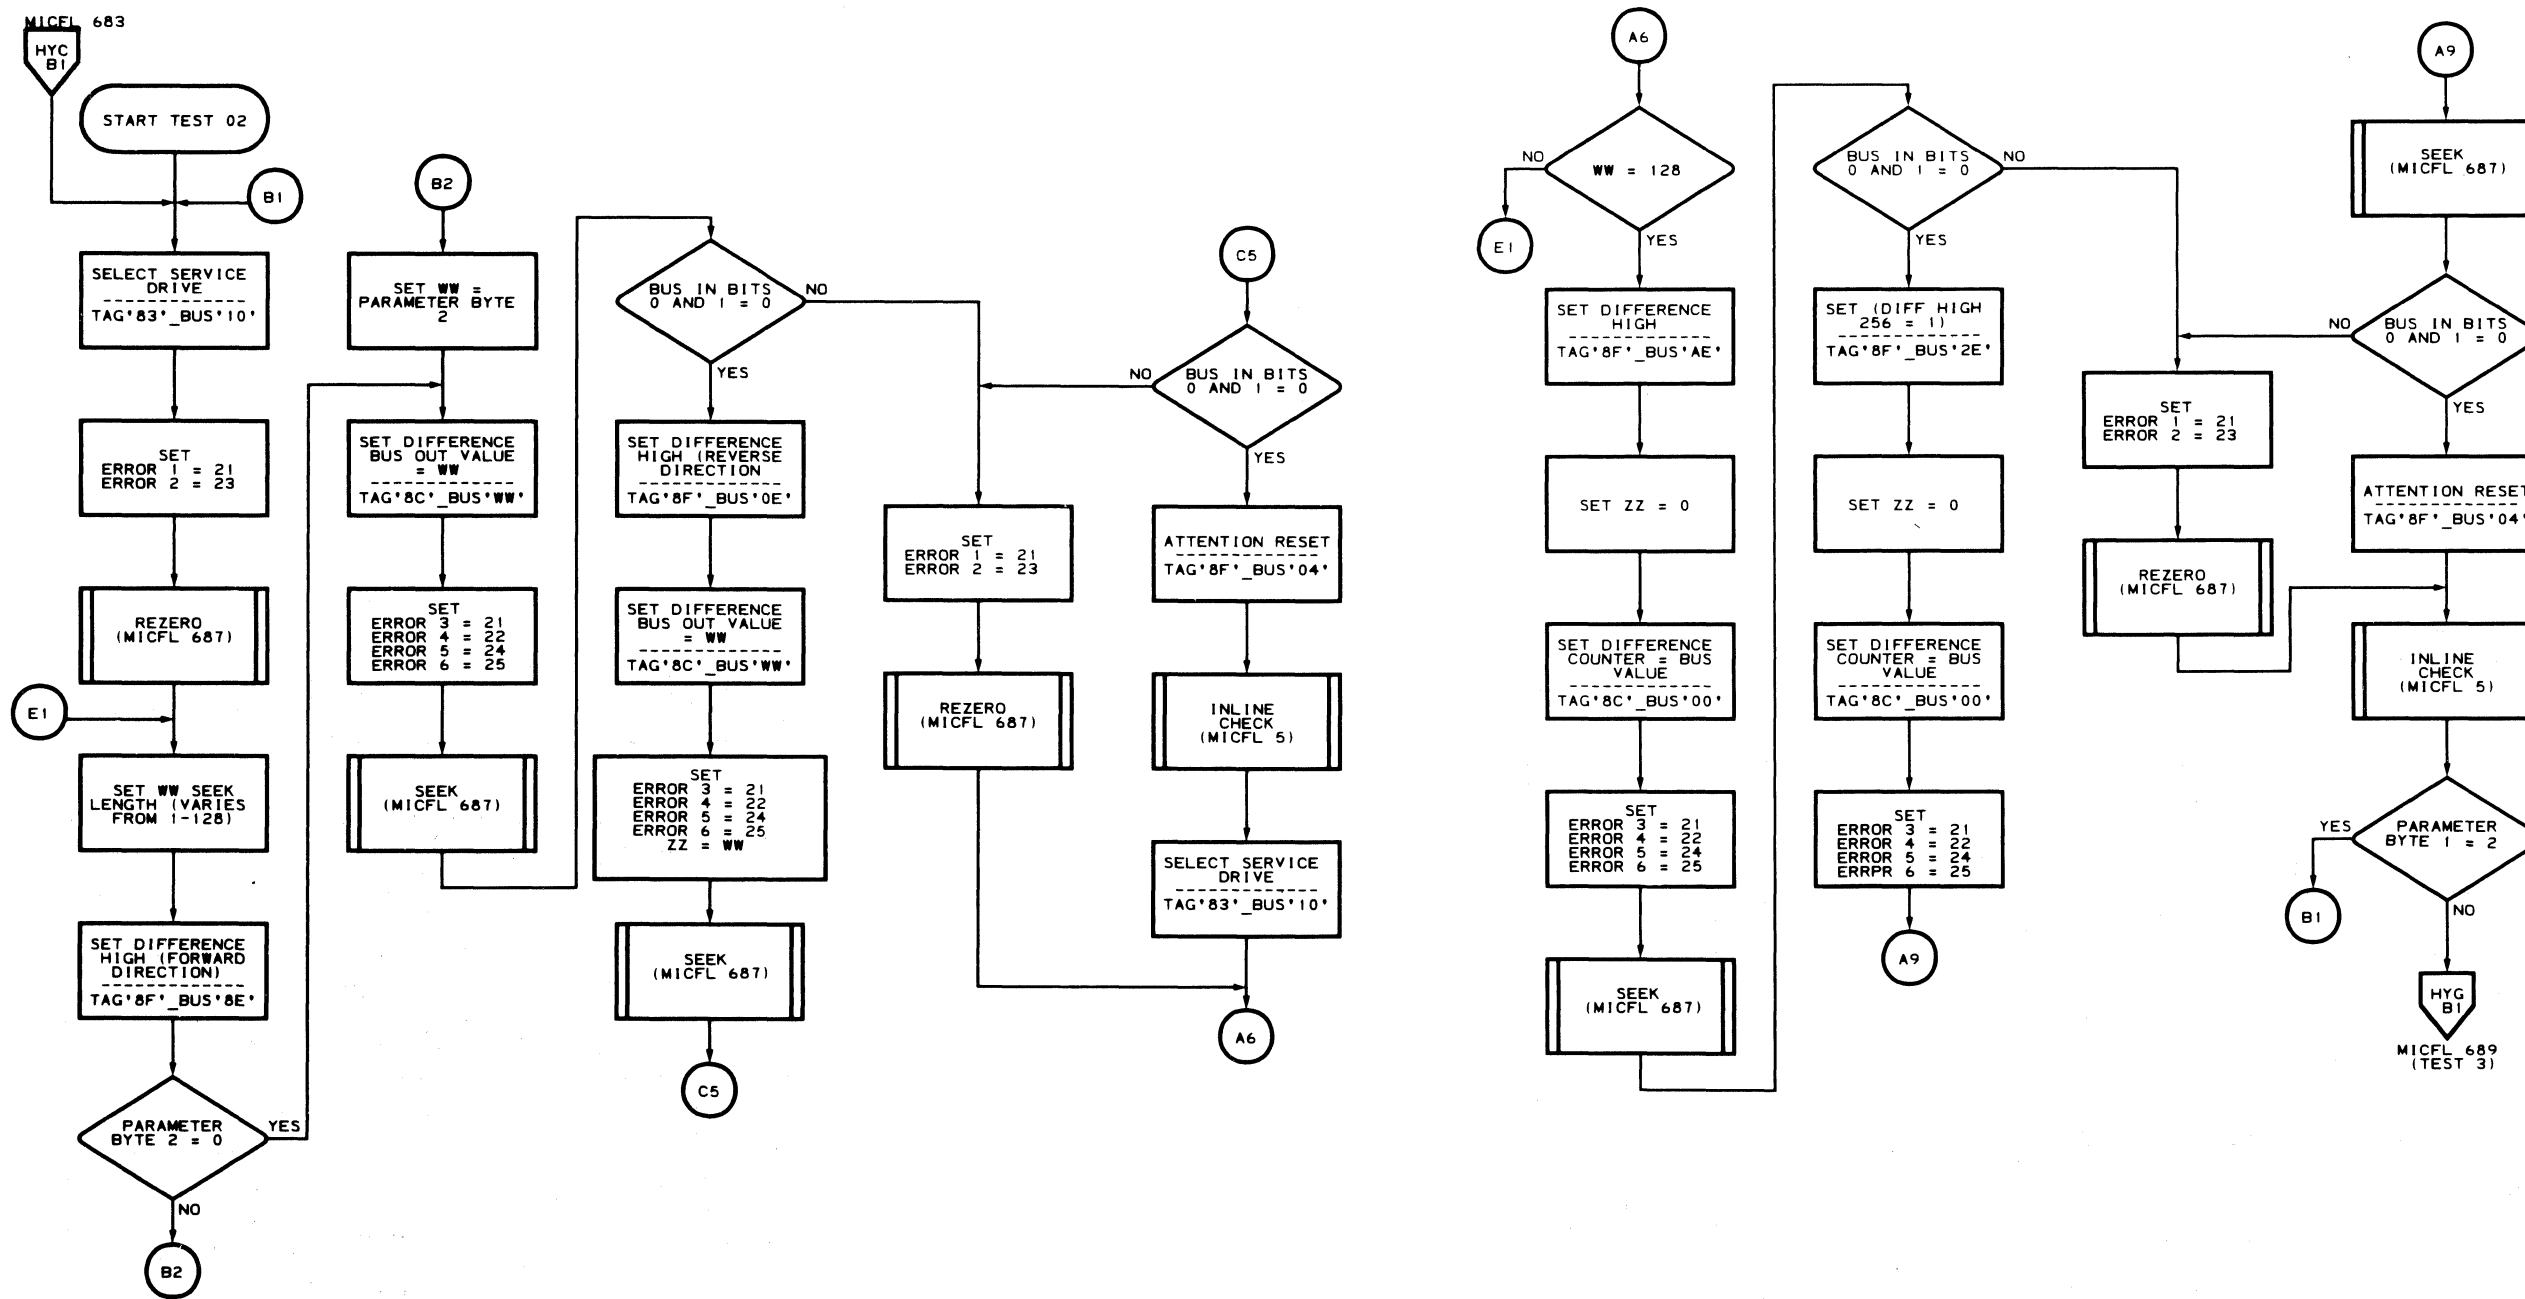 MICFL 683
HYC
B1
START TEST 02
B1
SELECT SERVICE
DRIVE
TAG'83'_BUS'10'
SET
ERROR 1 = 21
ERROR 2 = 23
REZERO
(MICFL 687)
E1
SET WW SEEK
LENGTH (VARIES
FROM 1-128)
SET DIFFERENCE
HIGH (FORWARD
DIRECTION)
TAG'8F'_BUS'8E'
PARAMETER
BYTE 2 = 0
YES
NO
B2
B2
SET WW =
PARAMETER BYTE
2
SET DIFFERENCE
BUS OUT VALUE
= WW
TAG'8C'_BUS'WW'
SET
ERROR 3 = 21
ERROR 4 = 22
ERROR 5 = 24
ERROR 6 = 25
SEEK
(MICFL 687)
BUS IN BITS
0 AND 1 = 0
NO
YES
SET DIFFERENCE
HIGH (REVERSE
DIRECTION
TAG'8F'_BUS'0E'
SET DIFFERENCE
BUS OUT VALUE
= WW
TAG'8C'_BUS'WW'
SET
ERROR 3 = 21
ERROR 4 = 22
ERROR 5 = 24
ERROR 6 = 25
ZZ = WW
SEEK
(MICFL 687)
C5
SET
ERROR 1 = 21
ERROR 2 = 23
REZERO
(MICFL 687)
C5
BUS IN BITS
0 AND 1 = 0
NO
YES
ATTENTION RESET
TAG'8F'_BUS'04'
INLINE
CHECK
(MICFL 5)
SELECT SERVICE
DRIVE
TAG'83'_BUS'10'
A6
A6
WW = 128
NO
E1
YES
SET DIFFERENCE
HIGH
TAG'8F'_BUS'AE'
SET ZZ = 0
SET DIFFERENCE
COUNTER = BUS
VALUE
TAG'8C'_BUS'00'
SET
ERROR 3 = 21
ERROR 4 = 22
ERROR 5 = 24
ERROR 6 = 25
SEEK
(MICFL 687)
BUS IN BITS
0 AND 1 = 0
NO
YES
SET (DIFF HIGH
256 = 1)
TAG'8F'_BUS'2E'
SET ZZ = 0
SET DIFFERENCE
COUNTER = BUS
VALUE
TAG'8C'_BUS'00'
SET
ERROR 3 = 21
ERROR 4 = 22
ERROR 5 = 24
ERRPR 6 = 25
A9
SET
ERROR 1 = 21
ERROR 2 = 23
REZERO
(MICFL 687)
A9
SEEK
(MICFL 687)
BUS IN BITS
0 AND 1 = 0
NO
YES
ATTENTION RESET
TAG'8F'_BUS'04'
INLINE
CHECK
(MICFL 5)
PARAMETER
BYTE 1 = 2
YES
B1
NO
HYG
B1
MICFL 689
(TEST 3)